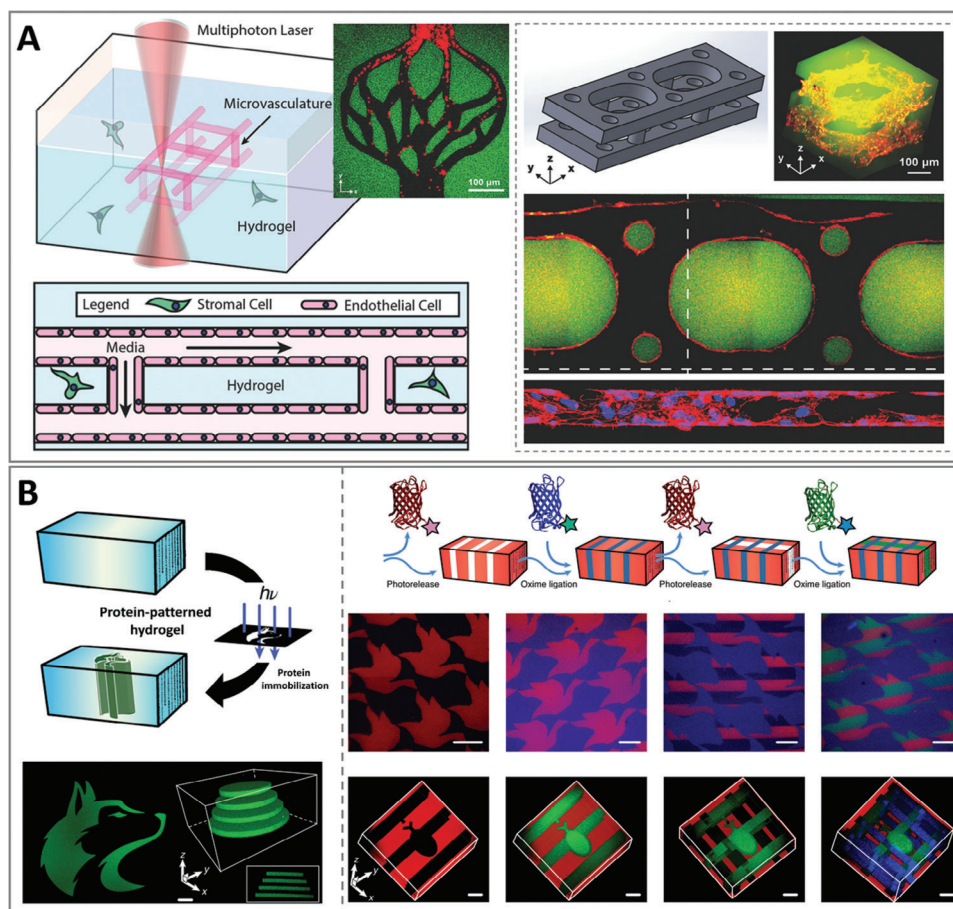 A
Multiphoton Laser
Microvasculature
Hydrogel
y
x
100 μm
z
y
x
z
y
x
100 μm
Legend
Stromal Cell
Endothelial Cell
Media
Hydrogel
B
hν
Protein-patterned
hydrogel
Protein
immobilization
z
y
x
Photorelease
Oxime ligation
Photorelease
Oxime ligation
z
y
x